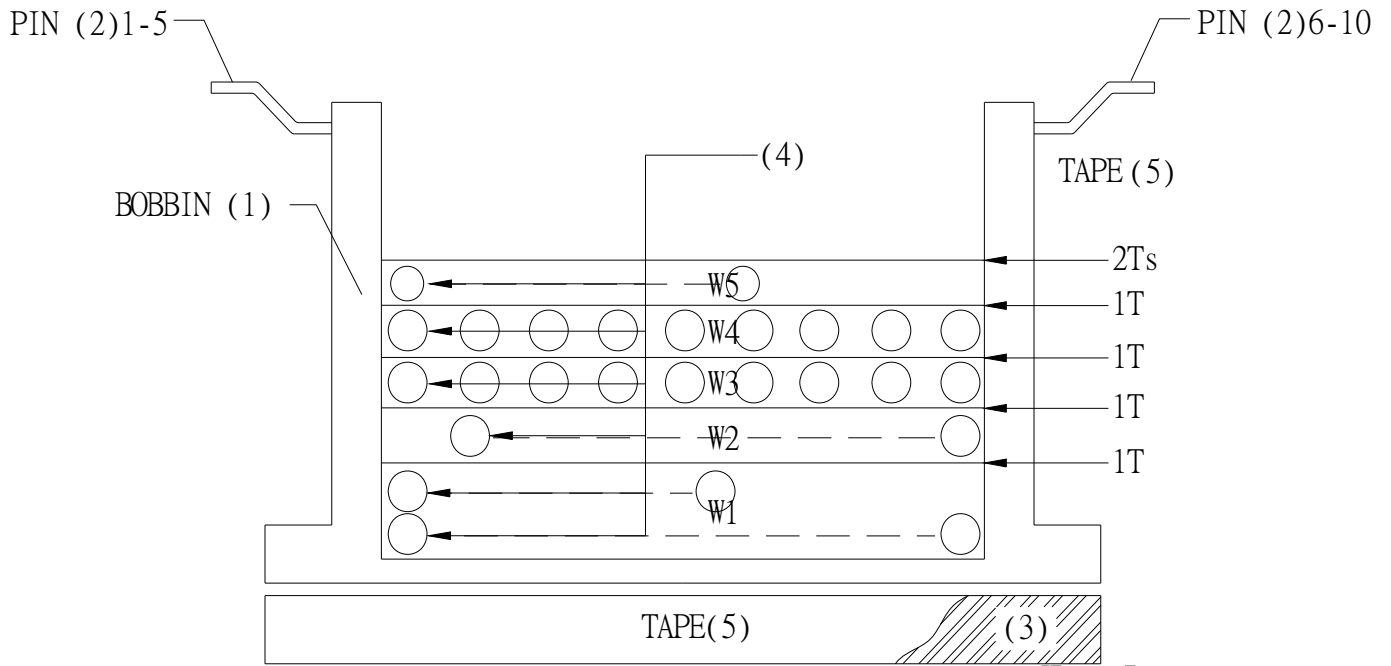 PIN (2)1-5
PIN (2)6-10
(4)
TAPE(5)
BOBBIN (1)
2Ts
W5
1T
W4
1T
W3
1T
W2
1T
W1
TAPE(5)
(3)